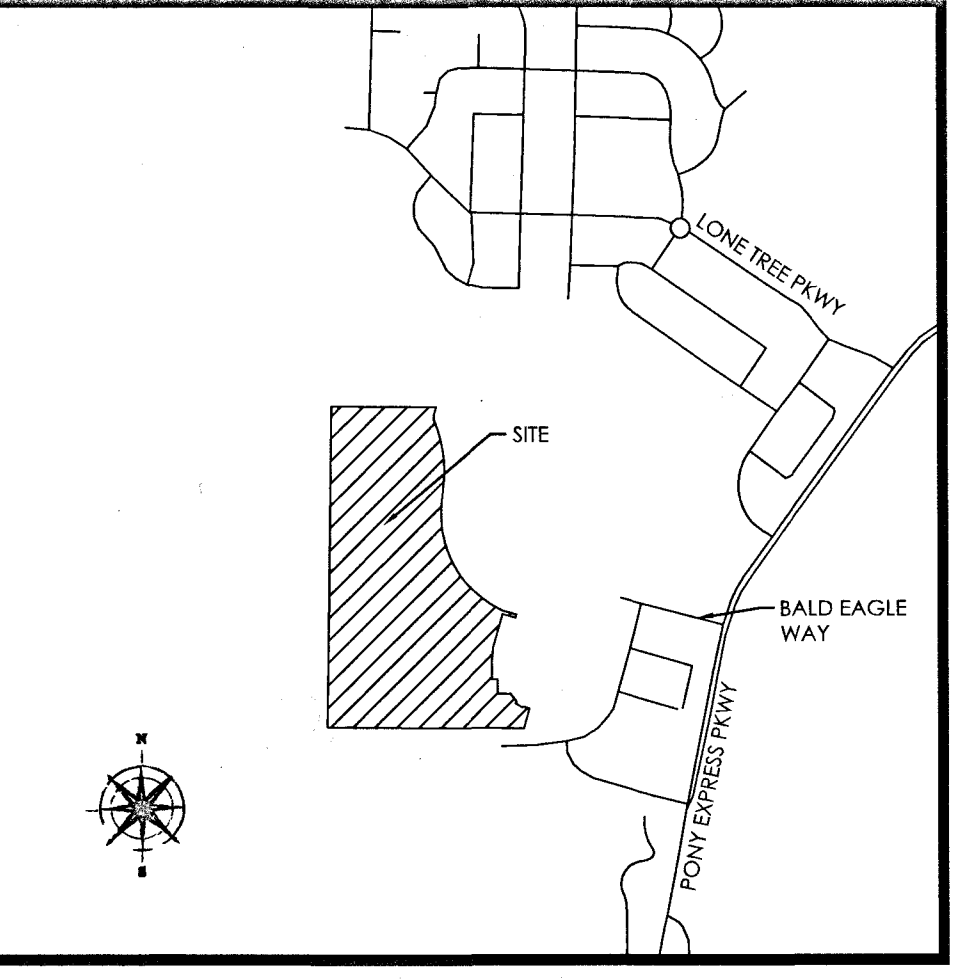 LONE TREE PKWY
SITE
BALD EAGLE
WAY
PONY EXPRESS PKWY
N
S